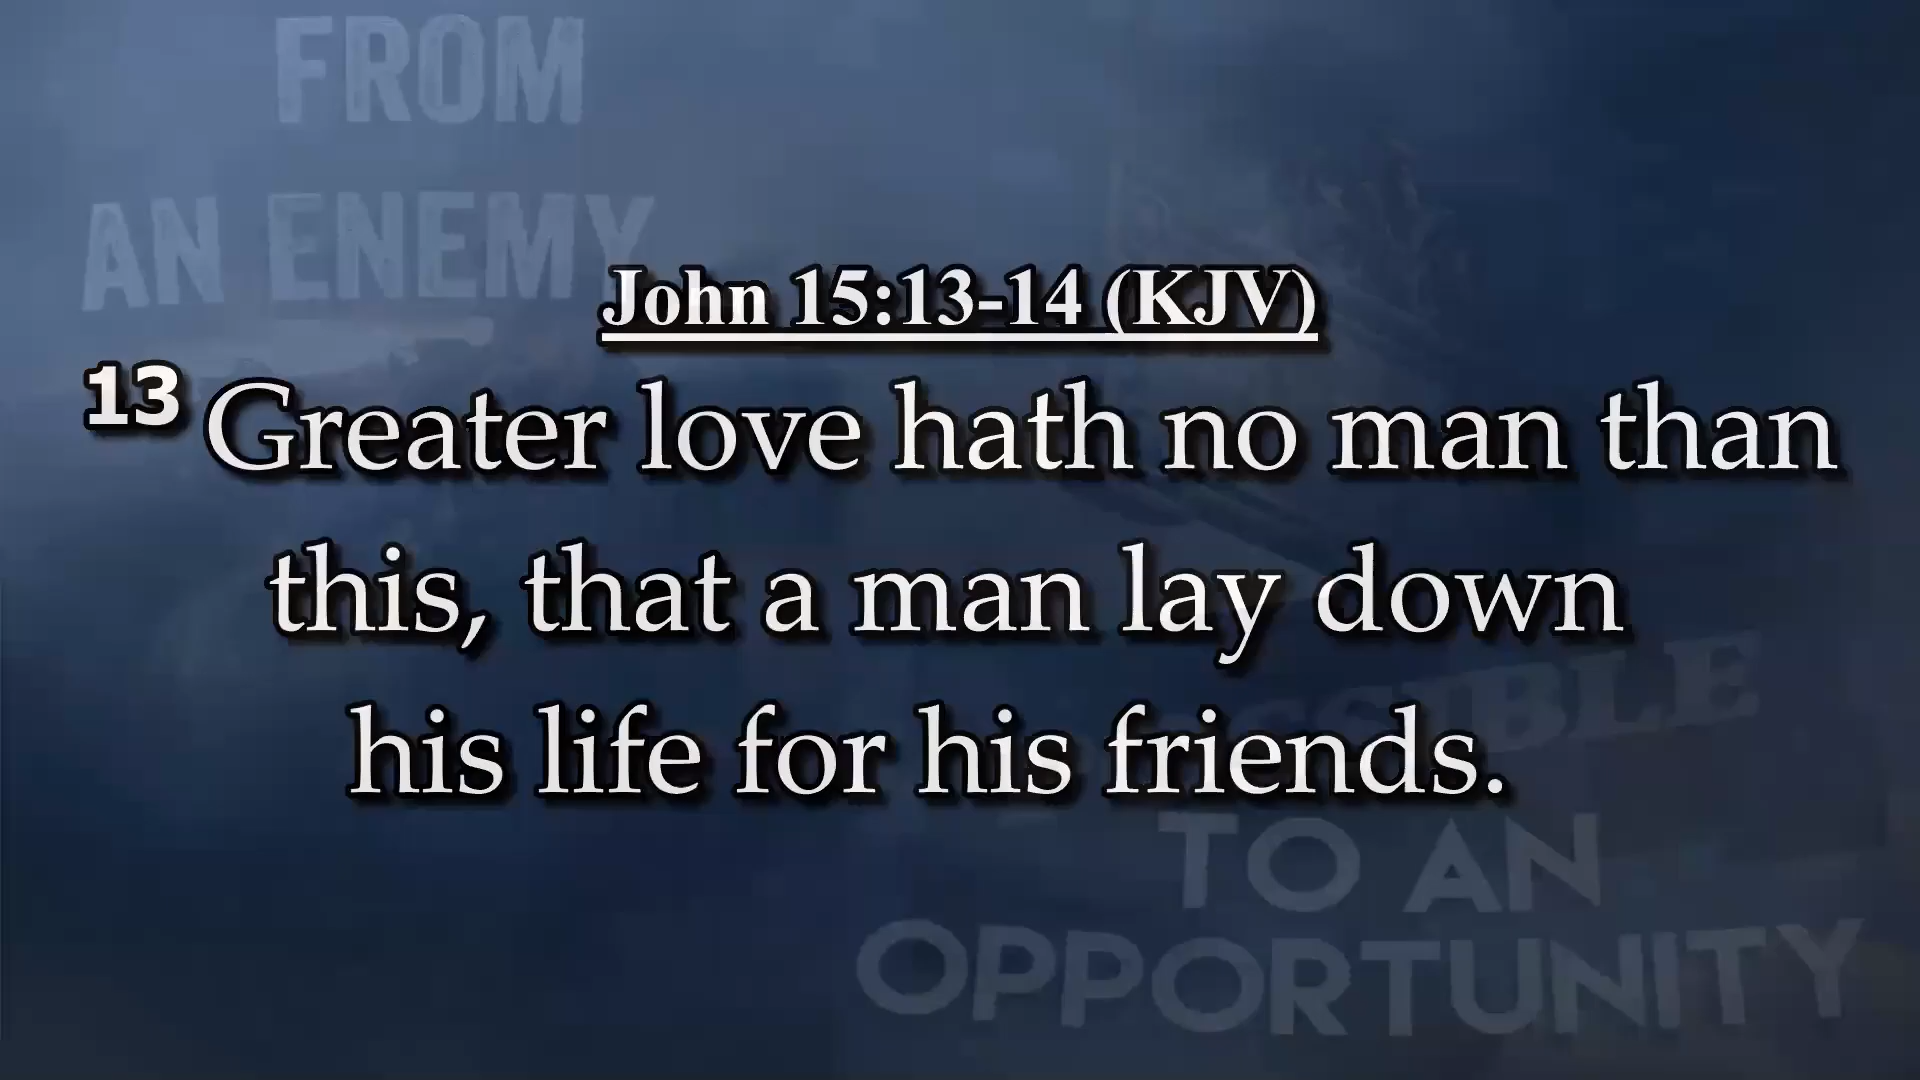 FROM
AN ENEMY
John 15:13-14 (KJV)
13 Greater love hath no man than
this, that a man lay down
his life for his friends.
TO AN
OPPORTUNITY